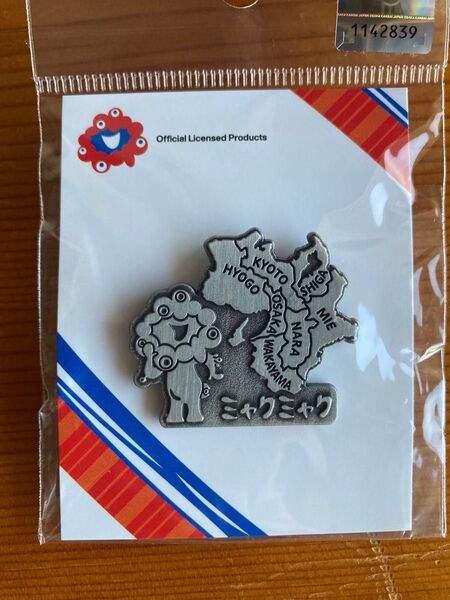 1142839
Official Licensed Products
KYOTO
HYOGO
SHIGA
OSAKA
MIE
NARA
WAKAYAMA
ミャクミャク